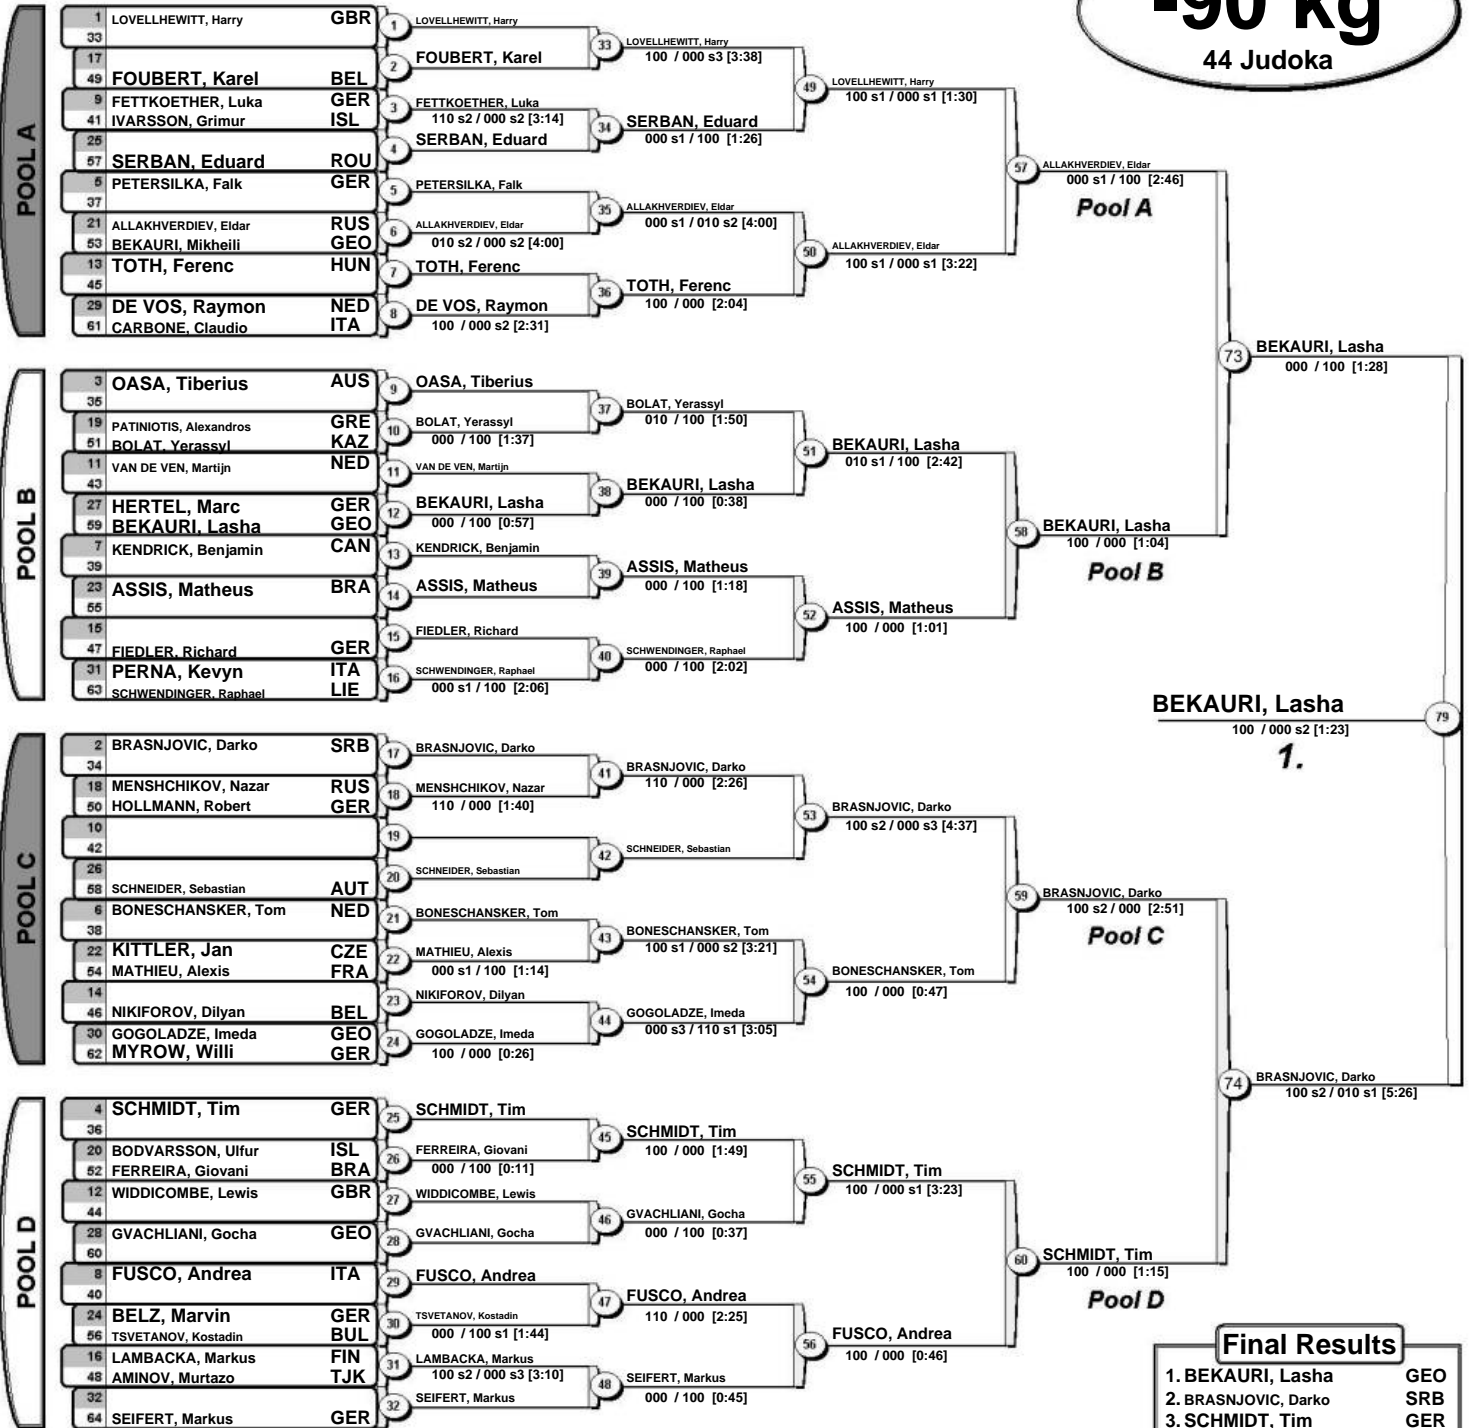 -90 kg
44 Judoka
POOL A
1 LOVELLHEWITT, Harry GBR
33
17
49 FOUBERT, Karel BEL
9 FETTKOETHER, Luka GER
41 IVARSSON, Grimur ISL
25
57 SERBAN, Eduard ROU
5 PETERSILKA, Falk GER
37
21 ALLAKHVERDIEV, Eldar RUS
53 BEKAURI, Mikheili GEO
13 TOTH, Ferenc HUN
45
29 DE VOS, Raymon NED
61 CARBONE, Claudio ITA
1 LOVELLHEWITT, Harry
2 FOUBERT, Karel
3 FETTKOETHER, Luka
110 s2 / 000 s2 [3:14]
4 SERBAN, Eduard
5 PETERSILKA, Falk
6 ALLAKHVERDIEV, Eldar
010 s2 / 000 s2 [4:00]
7 TOTH, Ferenc
8 DE VOS, Raymon
100 / 000 s2 [2:31]
33 LOVELLHEWITT, Harry
100 / 000 s3 [3:38]
34 SERBAN, Eduard
000 s1 / 100 [1:26]
35 ALLAKHVERDIEV, Eldar
000 s1 / 010 s2 [4:00]
36 TOTH, Ferenc
100 / 000 [2:04]
49 LOVELLHEWITT, Harry
100 s1 / 000 s1 [1:30]
50 ALLAKHVERDIEV, Eldar
100 s1 / 000 s1 [3:22]
57 ALLAKHVERDIEV, Eldar
000 s1 / 100 [2:46]
Pool A
POOL B
3 OASA, Tiberius AUS
35
19 PATINIOTIS, Alexandros GRE
51 BOLAT, Yerassyl KAZ
11 VAN DE VEN, Martijn NED
43
27 HERTEL, Marc GER
59 BEKAURI, Lasha GEO
7 KENDRICK, Benjamin CAN
39
23 ASSIS, Matheus BRA
55
15
47 FIEDLER, Richard GER
31 PERNA, Kevyn ITA
63 SCHWENDINGER, Raphael LIE
9 OASA, Tiberius
10 BOLAT, Yerassyl
000 / 100 [1:37]
11 VAN DE VEN, Martijn
12 BEKAURI, Lasha
000 / 100 [0:57]
13 KENDRICK, Benjamin
14 ASSIS, Matheus
15 FIEDLER, Richard
16 SCHWENDINGER, Raphael
000 s1 / 100 [2:06]
37 BOLAT, Yerassyl
010 / 100 [1:50]
38 BEKAURI, Lasha
000 / 100 [0:38]
39 ASSIS, Matheus
000 / 100 [1:18]
40 SCHWENDINGER, Raphael
000 / 100 [2:02]
51 BEKAURI, Lasha
010 s1 / 100 [2:42]
52 ASSIS, Matheus
100 / 000 [1:01]
58 BEKAURI, Lasha
100 / 000 [1:04]
Pool B
73 BEKAURI, Lasha
000 / 100 [1:28]
BEKAURI, Lasha 79
100 / 000 s2 [1:23]
1.
POOL C
2 BRASNJOVIC, Darko SRB
34
18 MENSHCHIKOV, Nazar RUS
50 HOLLMANN, Robert GER
10
42
26
58 SCHNEIDER, Sebastian AUT
6 BONESCHANSKER, Tom NED
38
22 KITTLER, Jan CZE
54 MATHIEU, Alexis FRA
14
46 NIKIFOROV, Dilyan BEL
30 GOGOLADZE, Imeda GEO
62 MYROW, Willi GER
17 BRASNJOVIC, Darko
18 MENSHCHIKOV, Nazar
110 / 000 [1:40]
19
20 SCHNEIDER, Sebastian
21 BONESCHANSKER, Tom
22 MATHIEU, Alexis
000 s1 / 100 [1:14]
23 NIKIFOROV, Dilyan
24 GOGOLADZE, Imeda
100 / 000 [0:26]
41 BRASNJOVIC, Darko
110 / 000 [2:26]
42 SCHNEIDER, Sebastian
43 BONESCHANSKER, Tom
100 s1 / 000 s2 [3:21]
44 GOGOLADZE, Imeda
000 s3 / 110 s1 [3:05]
53 BRASNJOVIC, Darko
100 s2 / 000 s3 [4:37]
54 BONESCHANSKER, Tom
100 / 000 [0:47]
59 BRASNJOVIC, Darko
100 s2 / 000 [2:51]
Pool C
POOL D
4 SCHMIDT, Tim GER
36
20 BODVARSSON, Ulfur ISL
52 FERREIRA, Giovani BRA
12 WIDDICOMBE, Lewis GBR
44
28 GVACHLIANI, Gocha GEO
60
8 FUSCO, Andrea ITA
40
24 BELZ, Marvin GER
56 TSVETANOV, Kostadin BUL
16 LAMBACKA, Markus FIN
48 AMINOV, Murtazo TJK
32
64 SEIFERT, Markus GER
25 SCHMIDT, Tim
26 FERREIRA, Giovani
000 / 100 [0:11]
27 WIDDICOMBE, Lewis
28 GVACHLIANI, Gocha
29 FUSCO, Andrea
30 TSVETANOV, Kostadin
000 / 100 s1 [1:44]
31 LAMBACKA, Markus
100 s2 / 000 s3 [3:10]
32 SEIFERT, Markus
45 SCHMIDT, Tim
100 / 000 [1:49]
46 GVACHLIANI, Gocha
000 / 100 [0:37]
47 FUSCO, Andrea
110 / 000 [2:25]
48 SEIFERT, Markus
000 / 100 [0:45]
55 SCHMIDT, Tim
100 / 000 s1 [3:23]
56 FUSCO, Andrea
100 / 000 [0:46]
60 SCHMIDT, Tim
100 / 000 [1:15]
Pool D
74 BRASNJOVIC, Darko
100 s2 / 010 s1 [5:26]
Final Results
1. BEKAURI, Lasha GEO
2. BRASNJOVIC, Darko SRB
3. SCHMIDT, Tim GER